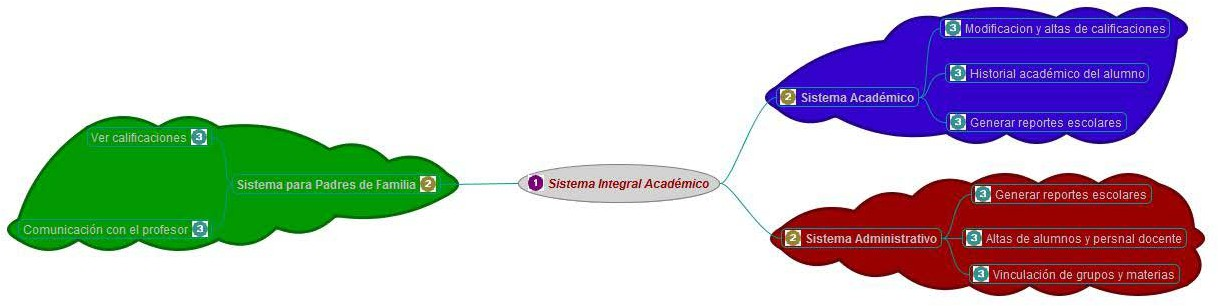 1 Sistema Integral Académico
Sistema para Padres de Familia 2
Ver calificaciones 3
Comunicación con el profesor 3
2 Sistema Académico
3 Modificacion y altas de calificaciones
3 Historial académico del alumno
3 Generar reportes escolares
2 Sistema Administrativo
3 Generar reportes escolares
3 Altas de alumnos y persnal docente
3 Vinculación de grupos y materias